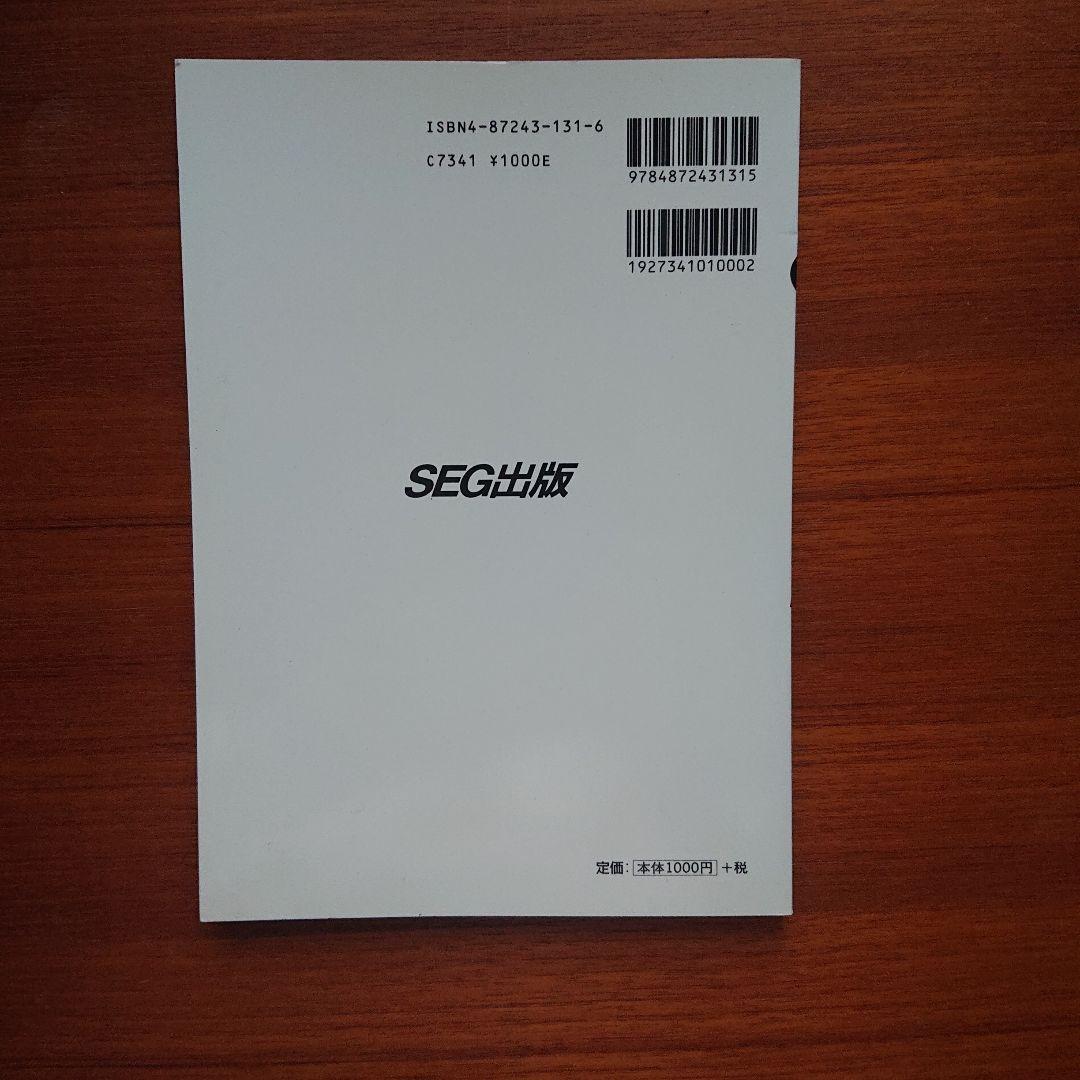 ISBN4-87243-131-6
C7341 ¥1000E
9784872431315
1927341010002
SEG出版
定価: 本体1000円 +税